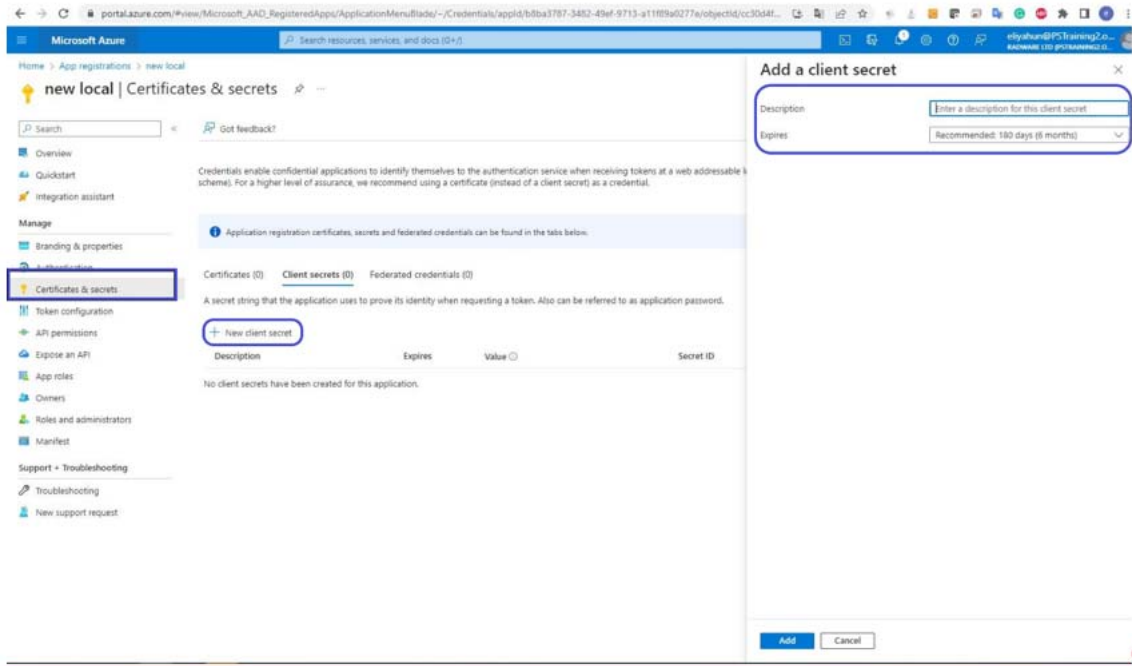 portal.azure.com/#view/Microsoft_AAD_RegisteredApps/ApplicationMenuBlade/~/Credentials/appId/b8ba3787-3482-49ef-9713-a11f89a0277e/objectId/cc30d4f...
Microsoft Azure
Search resources, services, and docs (G+/)
eliyahun@PSTraining2.o...
RADWARE LTD (PSTRAINING2.O...
Home > App registrations > new local
new local | Certificates & secrets
Search
Overview
Quickstart
Integration assistant
Manage
Branding & properties
Authentication
Certificates & secrets
Token configuration
API permissions
Expose an API
App roles
Owners
Roles and administrators
Manifest
Support + Troubleshooting
Troubleshooting
New support request
Got feedback?
Credentials enable confidential applications to identify themselves to the authentication service when receiving tokens at a web addressable
scheme). For a higher level of assurance, we recommend using a certificate (instead of a client secret) as a credential.
Application registration certificates, secrets and federated credentials can be found in the tabs below.
Certificates (0) Client secrets (0) Federated credentials (0)
A secret string that the application uses to prove its identity when requesting a token. Also can be referred to as application password.
+ New client secret
Description Expires Value Secret ID
No client secrets have been created for this application.
Add a client secret
Description Enter a description for this client secret
Expires Recommended: 180 days (6 months)
Add Cancel